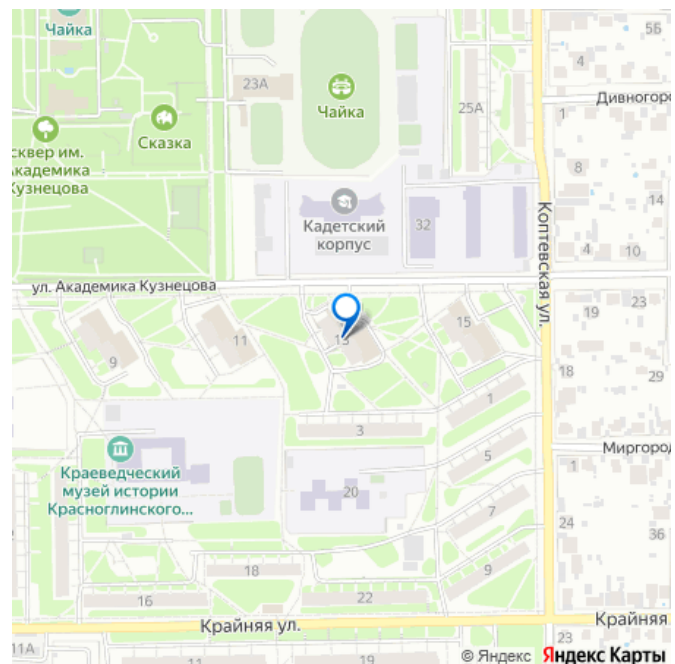 Чайка
5Б
23А
4
Чайка
25А
Дивногор
1
Сказка
сквер им.
Академика
Кузнецова
8
14
Кадетский
корпус
32
Коптевская ул.
4
10
ул. Академика Кузнецова
23
19
9
11
13
15
18
29
1
3
Миргород
Краеведческий
музей истории
Красноглинского...
5
1
20
7
24
36
18
9
16
22
Крайняя ул.
Крайняя
11А
11
19
23
© Яндекс Яндекс Карты